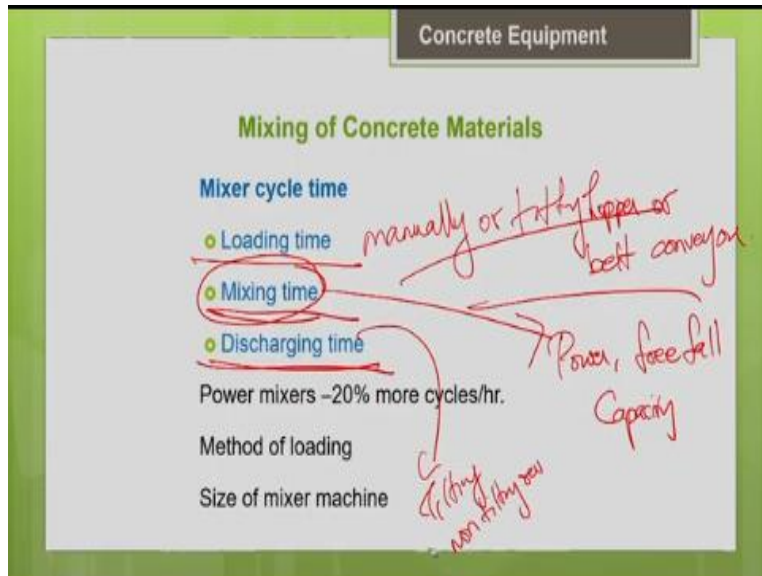 Concrete Equipment
Mixing of Concrete Materials
Mixer cycle time
Loading time
manually or tilting hopper or
belt conveyor
Mixing time
Discharging time
Power, free fall
Capacity
Power mixers –20% more cycles/hr.
Method of loading
Size of mixer machine
Tilting
non tilting